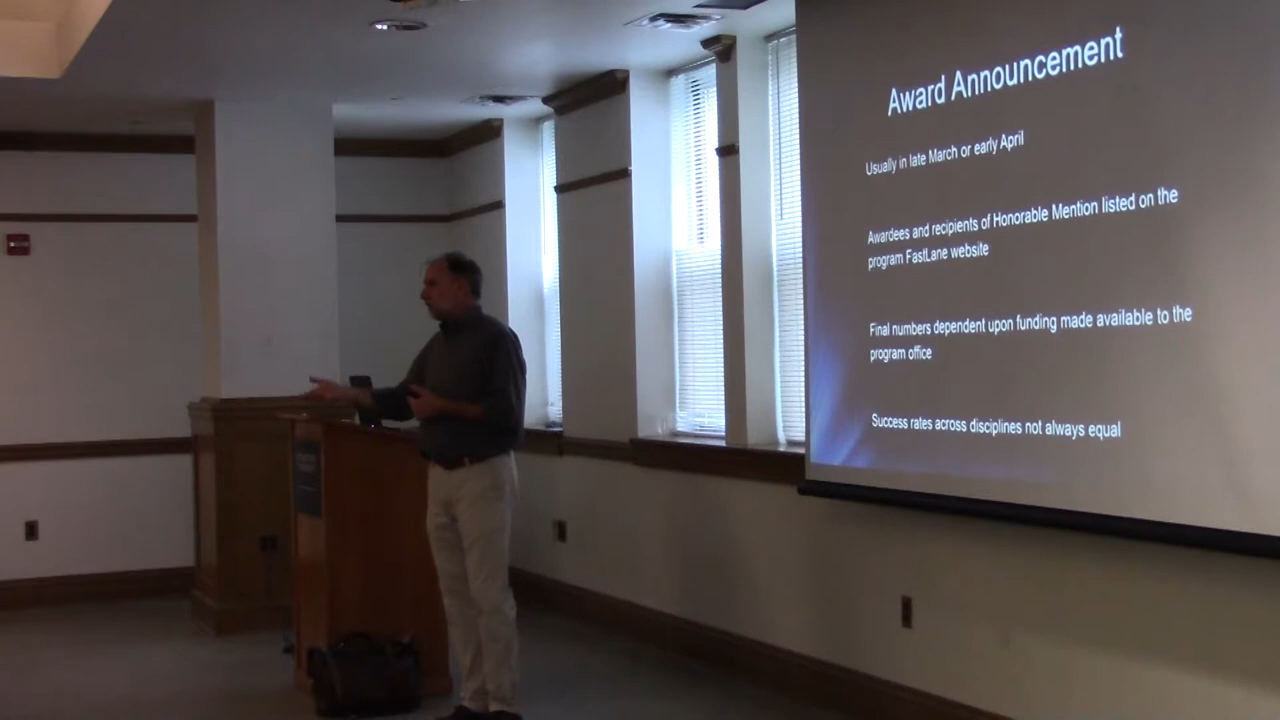 Award Announcement
Usually in late March or early April
Awardees and recipients of Honorable Mention listed on the
program FastLane website
Final numbers dependent upon funding made available to the
program office
Success rates across disciplines not always equal